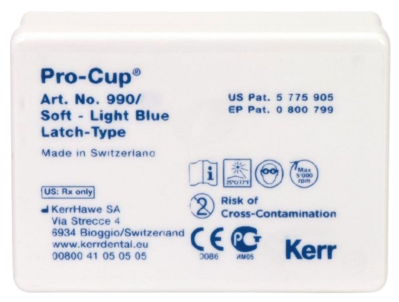 Pro-Cup®
Art. No. 990/
Soft - Light Blue
Latch-Type
Made in Switzerland
US Pat. 5 775 905
EP Pat. 0 800 799
i
Max
rpm
US: Rx only
KerrHawe SA
Via Strecce 4
6934 Bioggio/Switzerland
www.kerrdental.eu
00800 41 05 05 05
2
Risk of
Cross-Contamination
CE
0086
Kerr